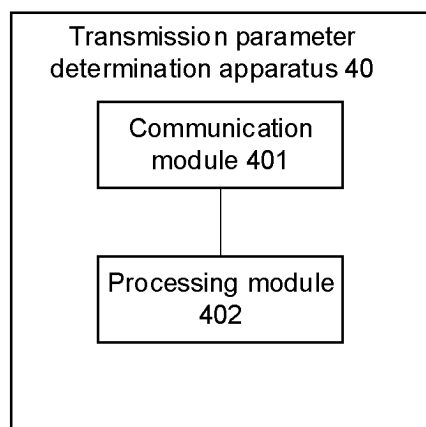 Transmission parameter
determination apparatus 40
Communication
module 401
Processing module
402